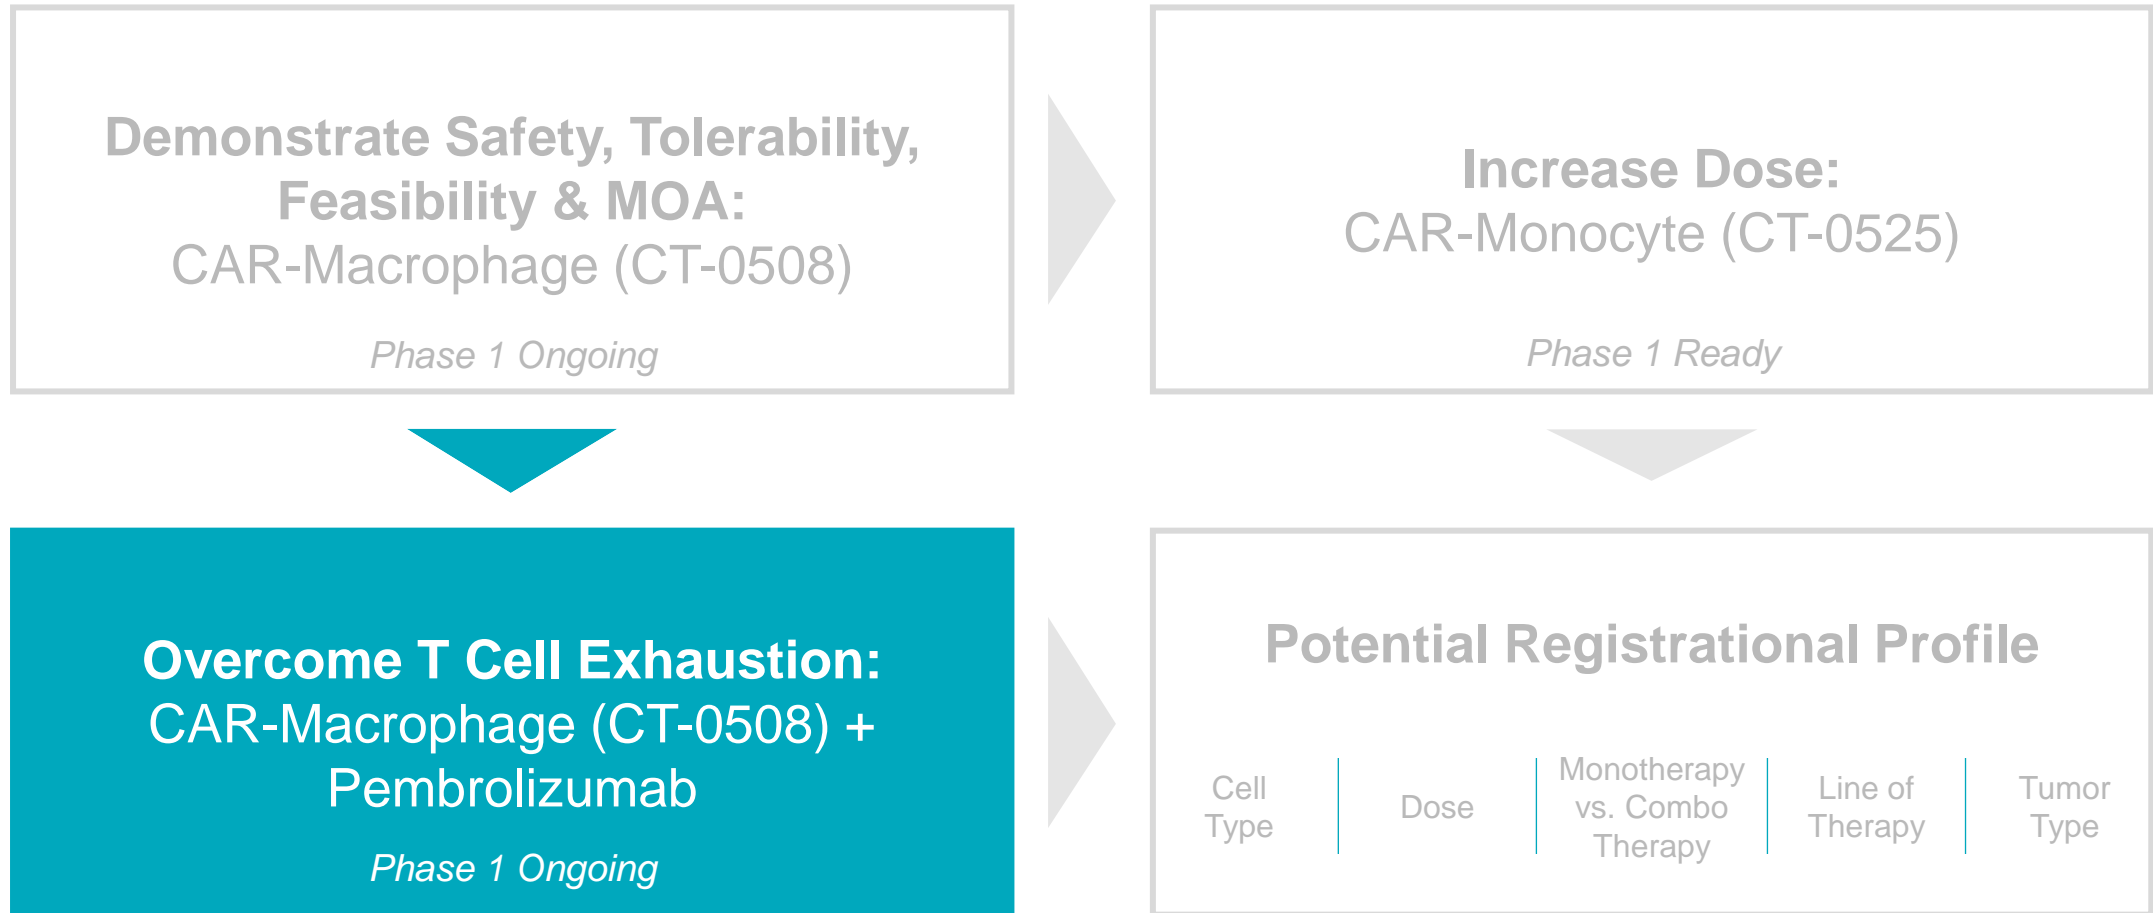 Demonstrate Safety, Tolerability,
Feasibility & MOA:
CAR-Macrophage (CT-0508)
Phase 1 Ongoing
Increase Dose:
CAR-Monocyte (CT-0525)
Phase 1 Ready
Overcome T Cell Exhaustion:
CAR-Macrophage (CT-0508) +
Pembrolizumab
Phase 1 Ongoing
Potential Registrational Profile
Cell
Type
Dose
Monotherapy
vs. Combo
Therapy
Line of
Therapy
Tumor
Type